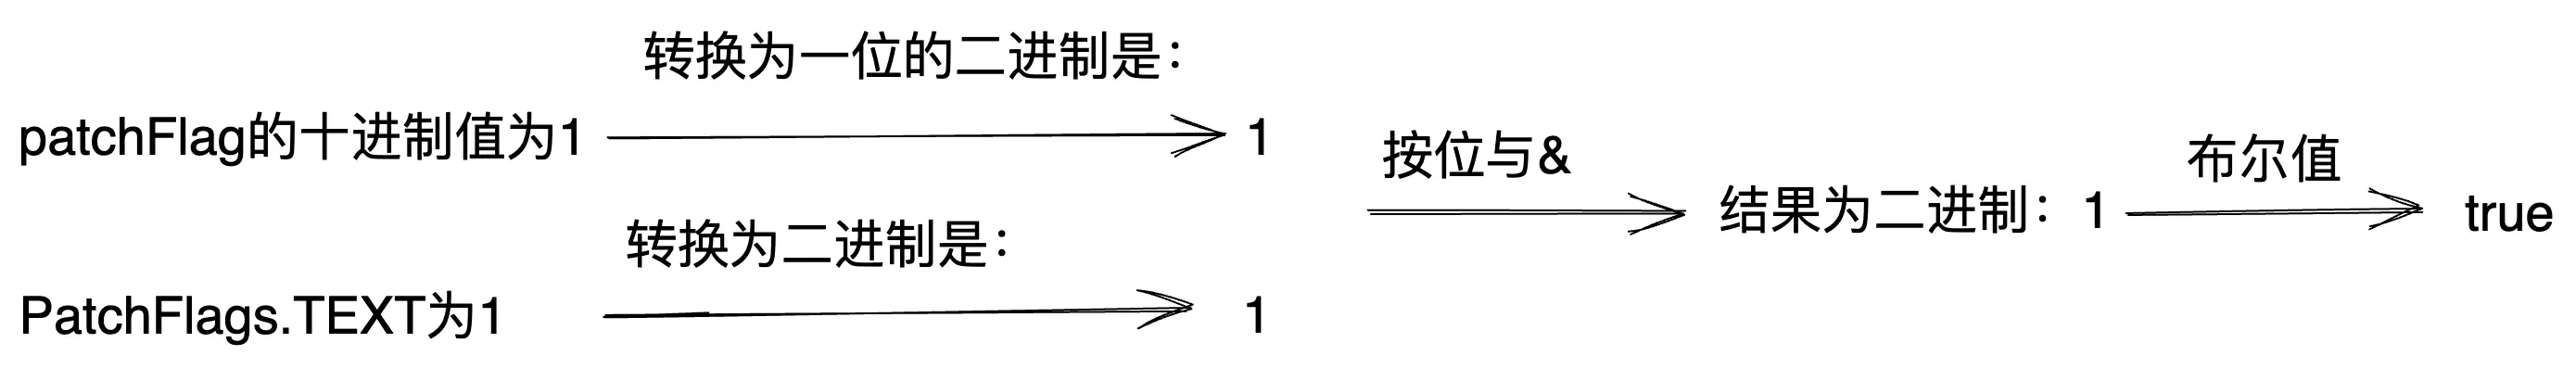 转换为一位的二进制是：
patchFlag的十进制值为1
1
按位与&
布尔值
结果为二进制：1
true
转换为二进制是：
PatchFlags.TEXT为1
1